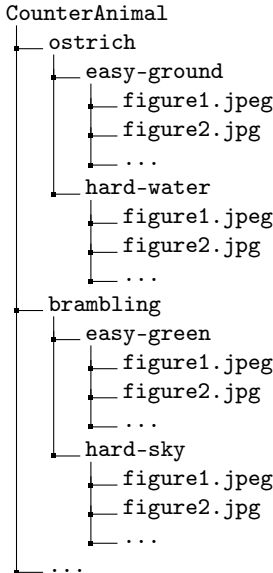 CounterAnimal
ostrich
easy-ground
figure1.jpeg
figure2.jpg
...
hard-water
figure1.jpeg
figure2.jpg
...
brambling
easy-green
figure1.jpeg
figure2.jpg
...
hard-sky
figure1.jpeg
figure2.jpg
...
...